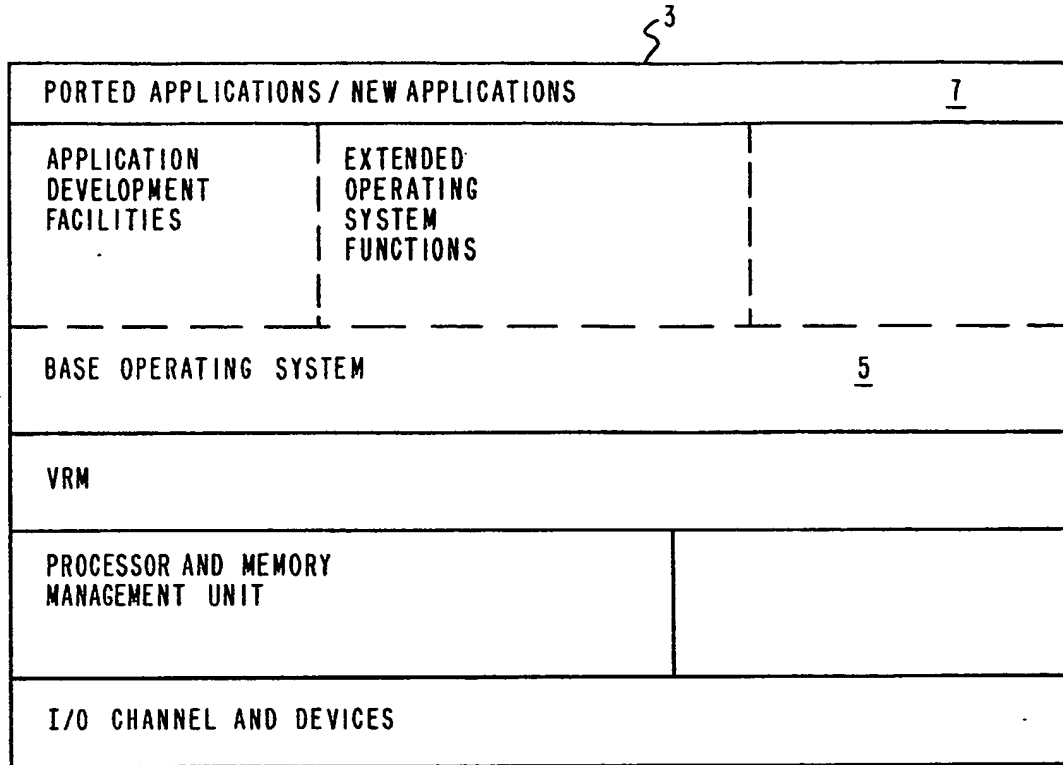 3
PORTED APPLICATIONS / NEW APPLICATIONS 7
APPLICATION
DEVELOPMENT
FACILITIES
EXTENDED
OPERATING
SYSTEM
FUNCTIONS
BASE OPERATING SYSTEM 5
VRM
PROCESSOR AND MEMORY
MANAGEMENT UNIT
I/O CHANNEL AND DEVICES